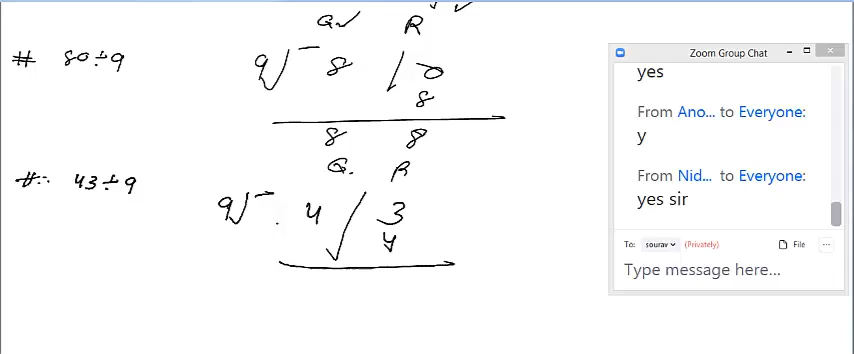 Q R
# 80÷9 9) 8 / 0
8
8 8
Q. R
#: 43÷9 9) 4 / 3
4
Zoom Group Chat
yes
From Ano... to Everyone:
y
From Nid... to Everyone:
yes sir
To: sourav (Privately) File ...
Type message here...